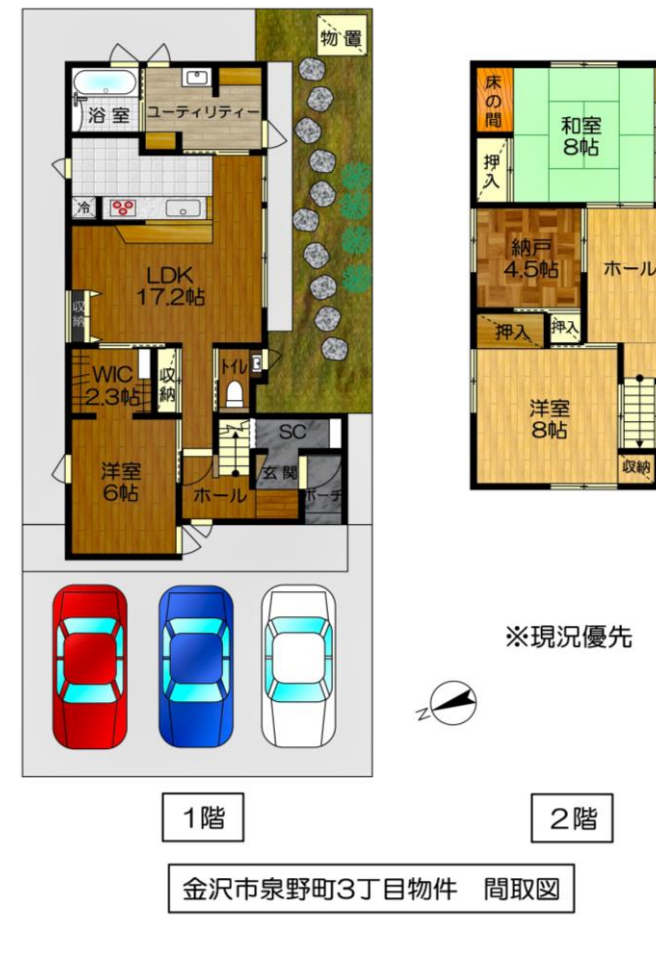 物置
浴室
ユーティリティー
冷
LDK
17.2帖
収納
WIC
2.3帖
収納
トイレ
SC
洋室
6帖
ホール
玄関
ポーチ
床の間
和室
8帖
押入
納戸
4.5帖
ホール
押入
押入
洋室
8帖
収納
※現況優先
N
1階
2階
金沢市泉野町3丁目物件 間取図